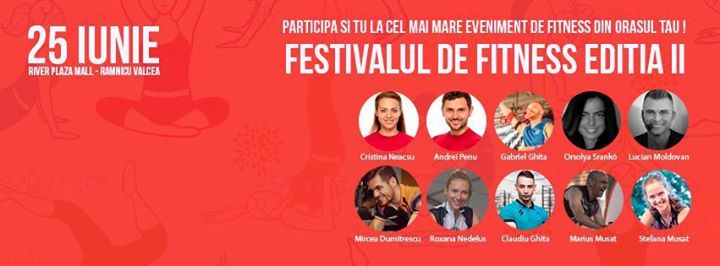 25 IUNIE
RIVER PLAZA MALL - RAMNICU VALCEA
PARTICIPA SI TU LA CEL MAI MARE EVENIMENT DE FITNESS DIN ORASUL TAU !
FESTIVALUL DE FITNESS EDITIA II
Cristina Neacsu
Andrei Penu
Gabriel Ghita
Orsolya Srankó
Lucian Moldovan
Mircea Dumitrescu
Roxana Nedelus
Claudiu Ghita
Marius Musat
Stefana Musat